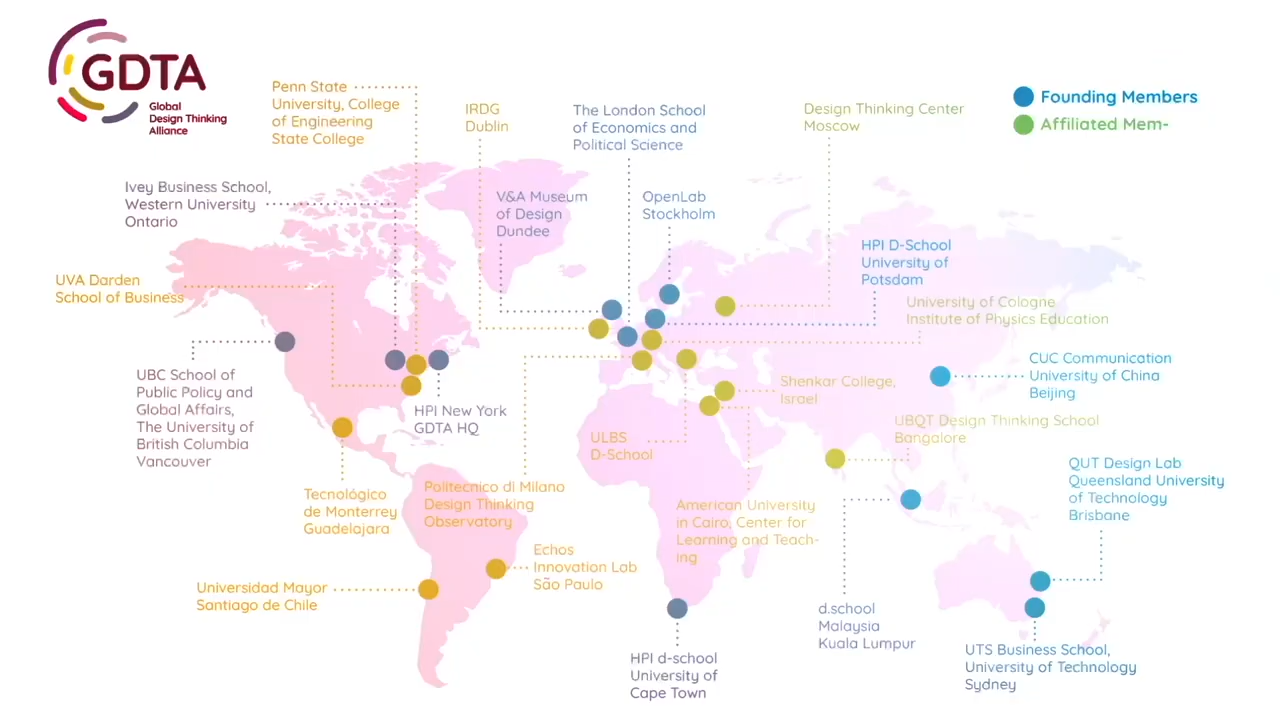 GDTA
Global
Design Thinking
Alliance
Penn State
University, College
of Engineering
State College
IRDG
Dublin
The London School
of Economics and
Political Science
Design Thinking Center
Moscow
Founding Members
Affiliated Mem-
Ivey Business School,
Western University
Ontario
V&A Museum
of Design
Dundee
OpenLab
Stockholm
HPI D-School
University of
Potsdam
UVA Darden
School of Business
University of Cologne
Institute of Physics Education
UBC School of
Public Policy and
Global Affairs,
The University of
British Columbia
Vancouver
HPI New York
GDTA HQ
CUC Communication
University of China
Beijing
Shenkar College,
Israel
ULBS
D-School
UBQT Design Thinking School
Bangalore
QUT Design Lab
Queensland University
of Technology
Brisbane
Tecnológico
de Monterrey
Guadelajara
Politecnico di Milano
Design Thinking
Observatory
American University
in Cairo, Center for
Learning and Teach-
ing
Echos
Innovation Lab
São Paulo
Universidad Mayor
Santiago de Chile
d.school
Malaysia
Kuala Lumpur
HPI d-school
University of
Cape Town
UTS Business School,
University of Technology
Sydney